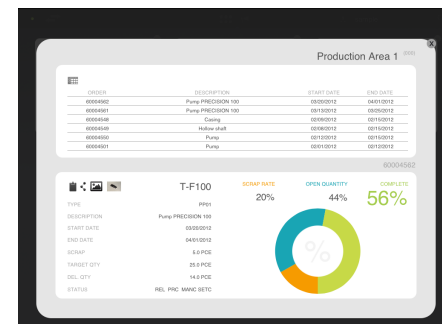 Production Area 1
ORDER DESCRIPTION START DATE END DATE
60004562 Pump PRECISION 100 03/20/2012 04/01/2012
60004561 Pump PRECISION 100 03/13/2012 03/25/2012
60004548 Casing 02/09/2012 02/15/2012
60004549 Hollow shaft 02/08/2012 02/15/2012
60004550 Pump 02/12/2012 02/15/2012
60004501 Pump 02/01/2012 02/12/2012
60004562
T-F100 SCRAP RATE OPEN QUANTITY COMPLETE
20% 44% 56%
TYPE PP01
DESCRIPTION Pump PRECISION 100
START DATE 03/20/2012
END DATE 04/01/2012
SCRAP 5.0 PCE
TARGET QTY 25.0 PCE
DEL. QTY 14.0 PCE
STATUS REL PRC MANC SETC
%